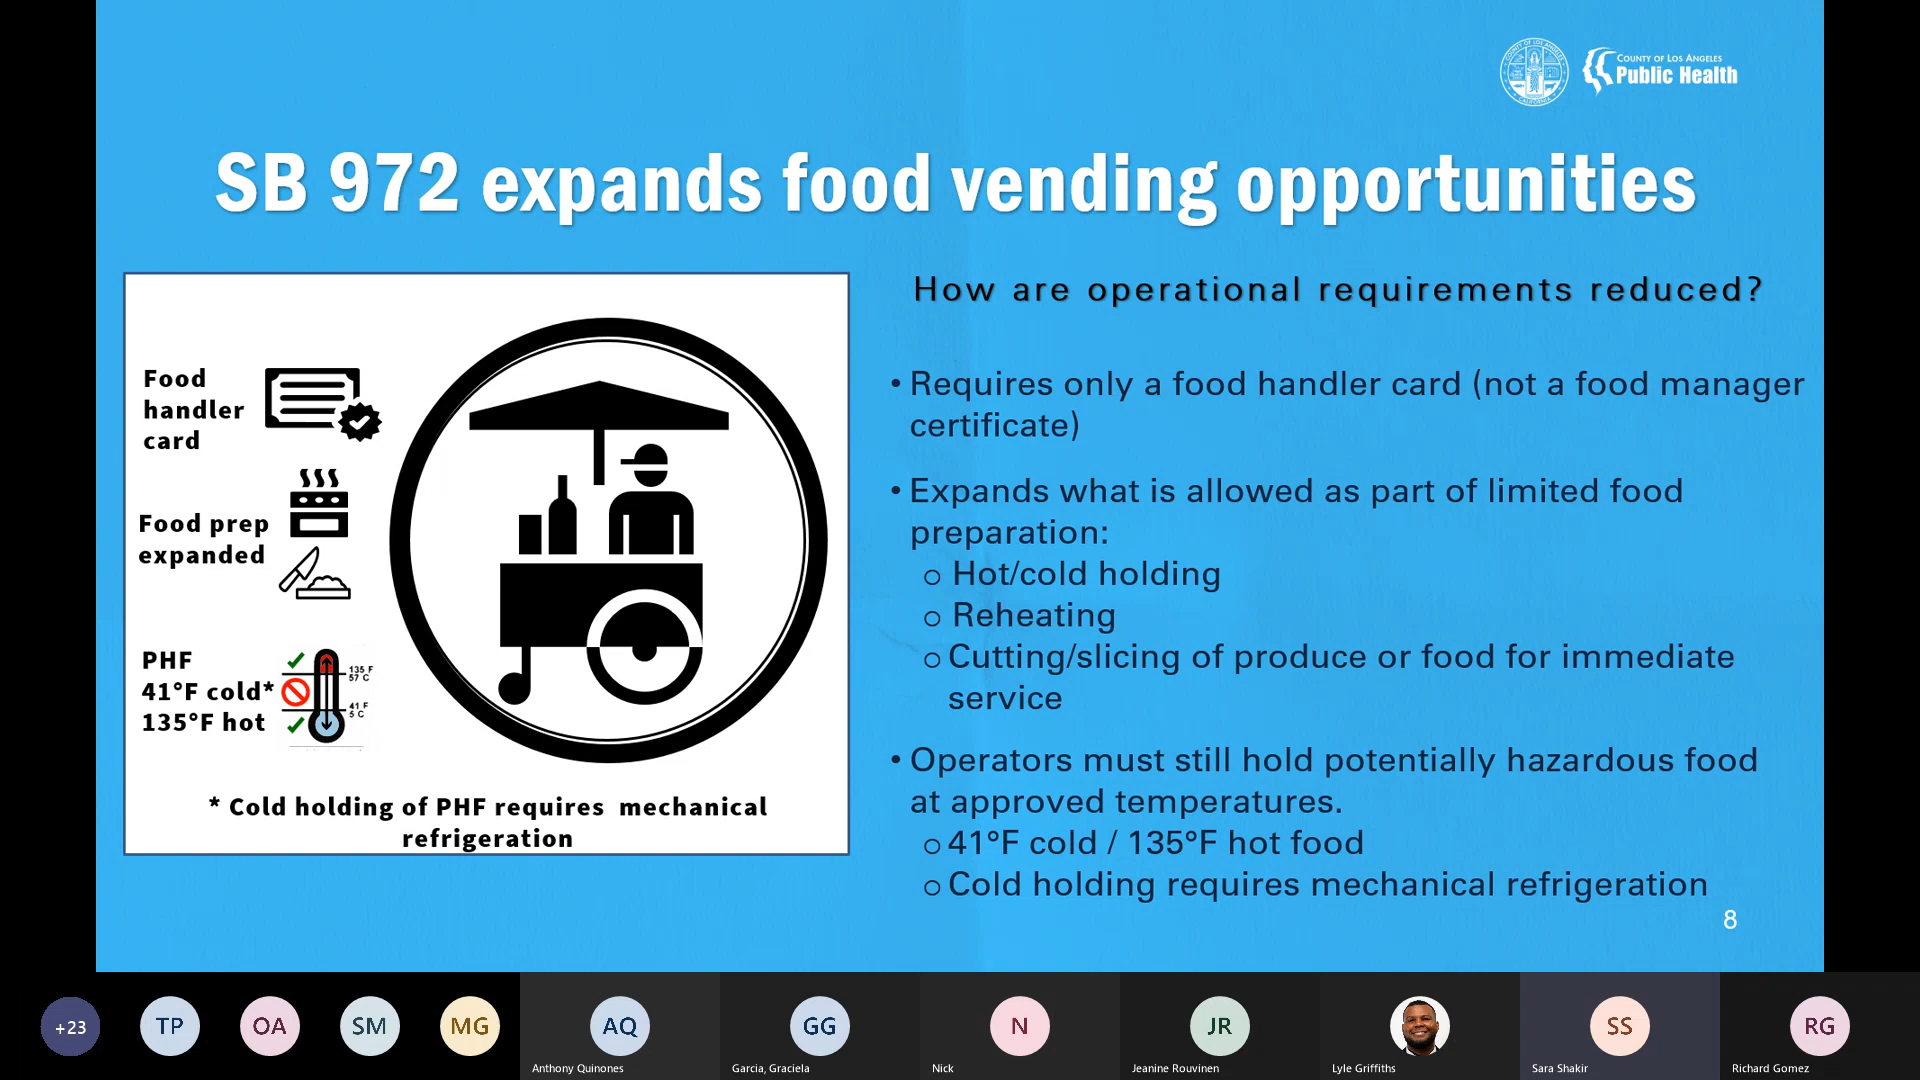 County of Los Angeles
Public Health
SB 972 expands food vending opportunities
Food
handler
card
Food prep
expanded
PHF
41°F cold*
135°F hot
135 F
57 C
41 F
5 C
* Cold holding of PHF requires mechanical
refrigeration
How are operational requirements reduced?
• Requires only a food handler card (not a food manager
certificate)
• Expands what is allowed as part of limited food
preparation:
o Hot/cold holding
o Reheating
o Cutting/slicing of produce or food for immediate
service
• Operators must still hold potentially hazardous food
at approved temperatures.
o 41°F cold / 135°F hot food
o Cold holding requires mechanical refrigeration
8
+23
TP
OA
SM
MG
AQ
Anthony Quinones
GG
Garcia, Graciela
N
Nick
JR
Jeanine Rouvinen
Lyle Griffiths
SS
Sara Shakir
RG
Richard Gomez